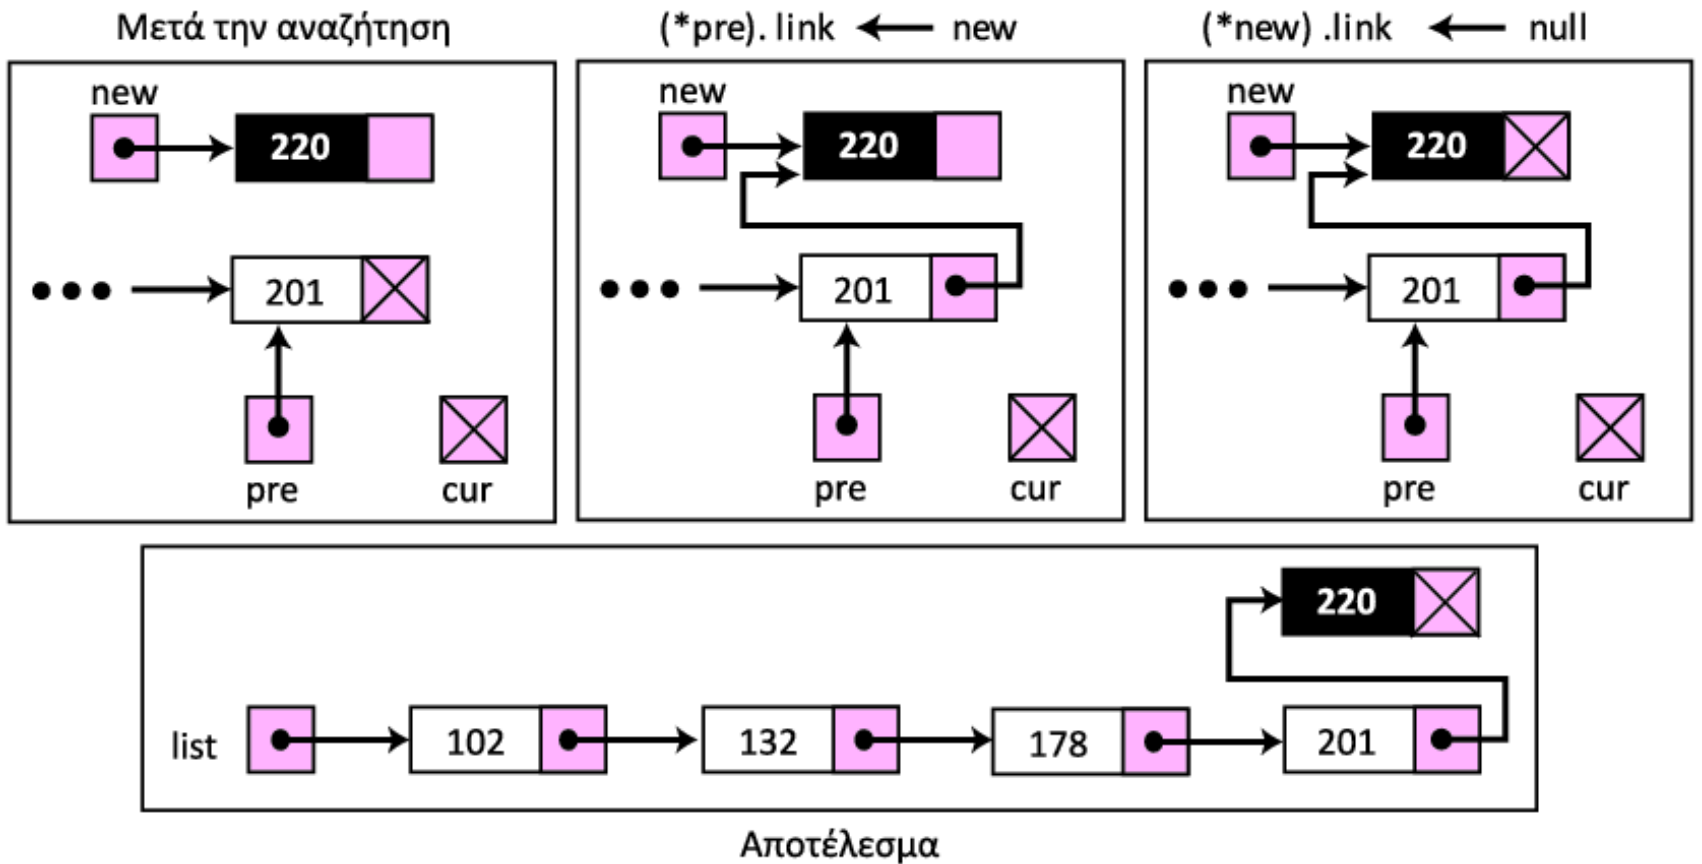 Μετά την αναζήτηση
(*pre). link ← new
(*new) .link ← null
new
220
201
pre cur
new
220
201
pre cur
new
220
201
pre cur
220
list 102 132 178 201
Αποτέλεσμα